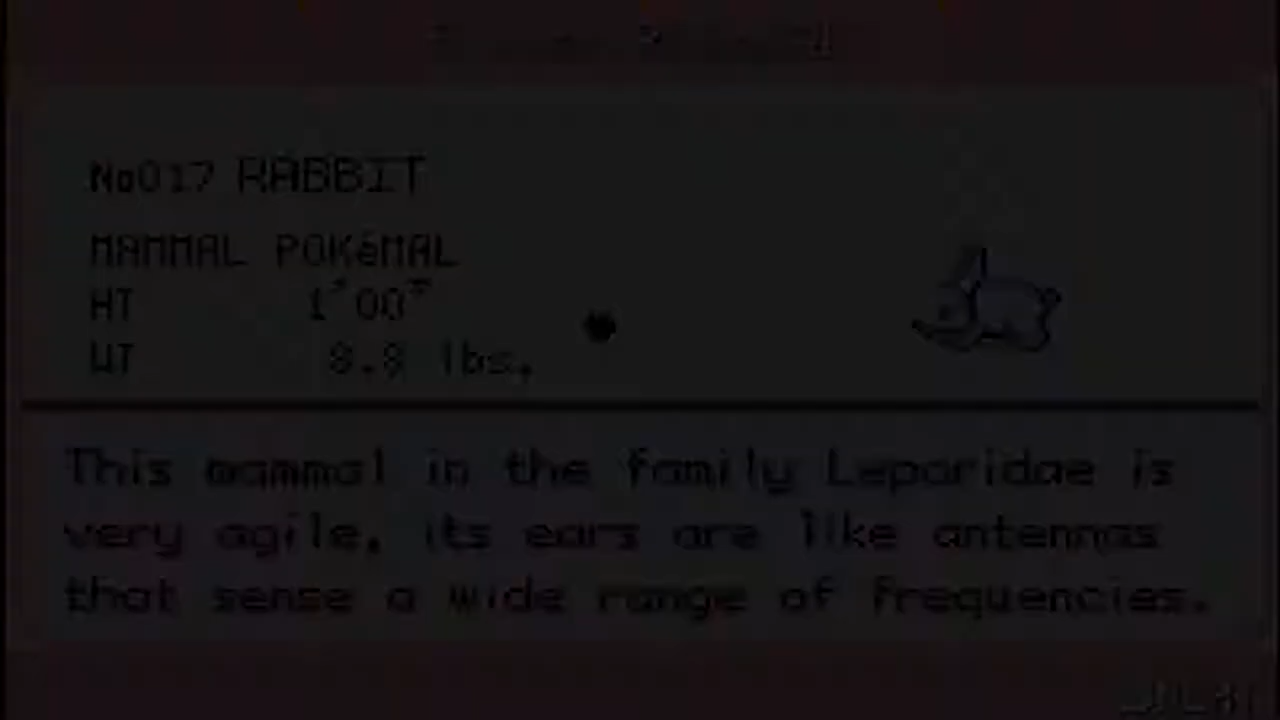 No017 RABBIT
MAMMAL POKéMAL
HT 1'00"
WT 8.8 lbs.
This mammal in the family Leporidae is
very agile, its ears are like antennas
that sense a wide range of frequencies.